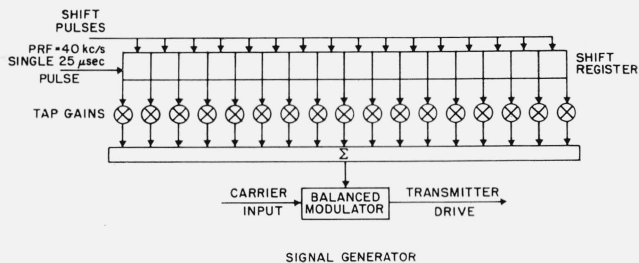 SHIFT
PULSES
PRF = 40 kc/s
SINGLE 25 μsec
PULSE
SHIFT
REGISTER
TAP GAINS
Σ
CARRIER
INPUT
BALANCED
MODULATOR
TRANSMITTER
DRIVE
SIGNAL GENERATOR